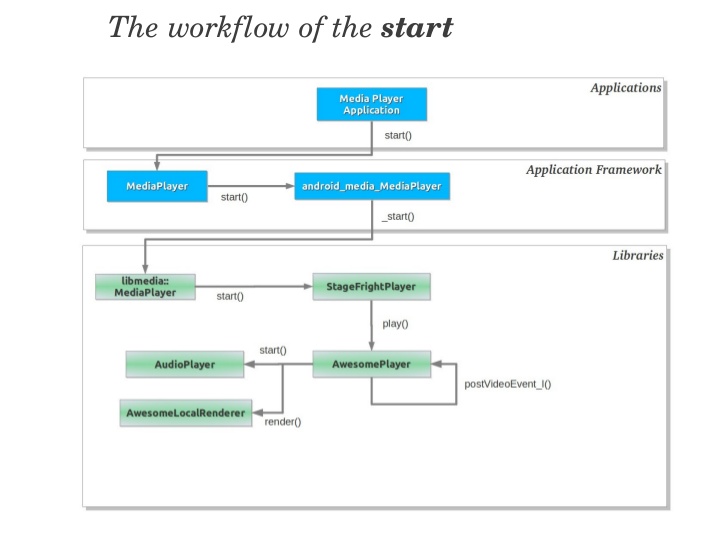 The workflow of the start
Applications
Media Player
Application
start()
Application Framework
MediaPlayer
start()
android_media_MediaPlayer
_start()
Libraries
libmedia::
MediaPlayer
start()
StageFrightPlayer
play()
start()
AudioPlayer
AwesomePlayer
postVideoEvent_l()
AwesomeLocalRenderer
render()